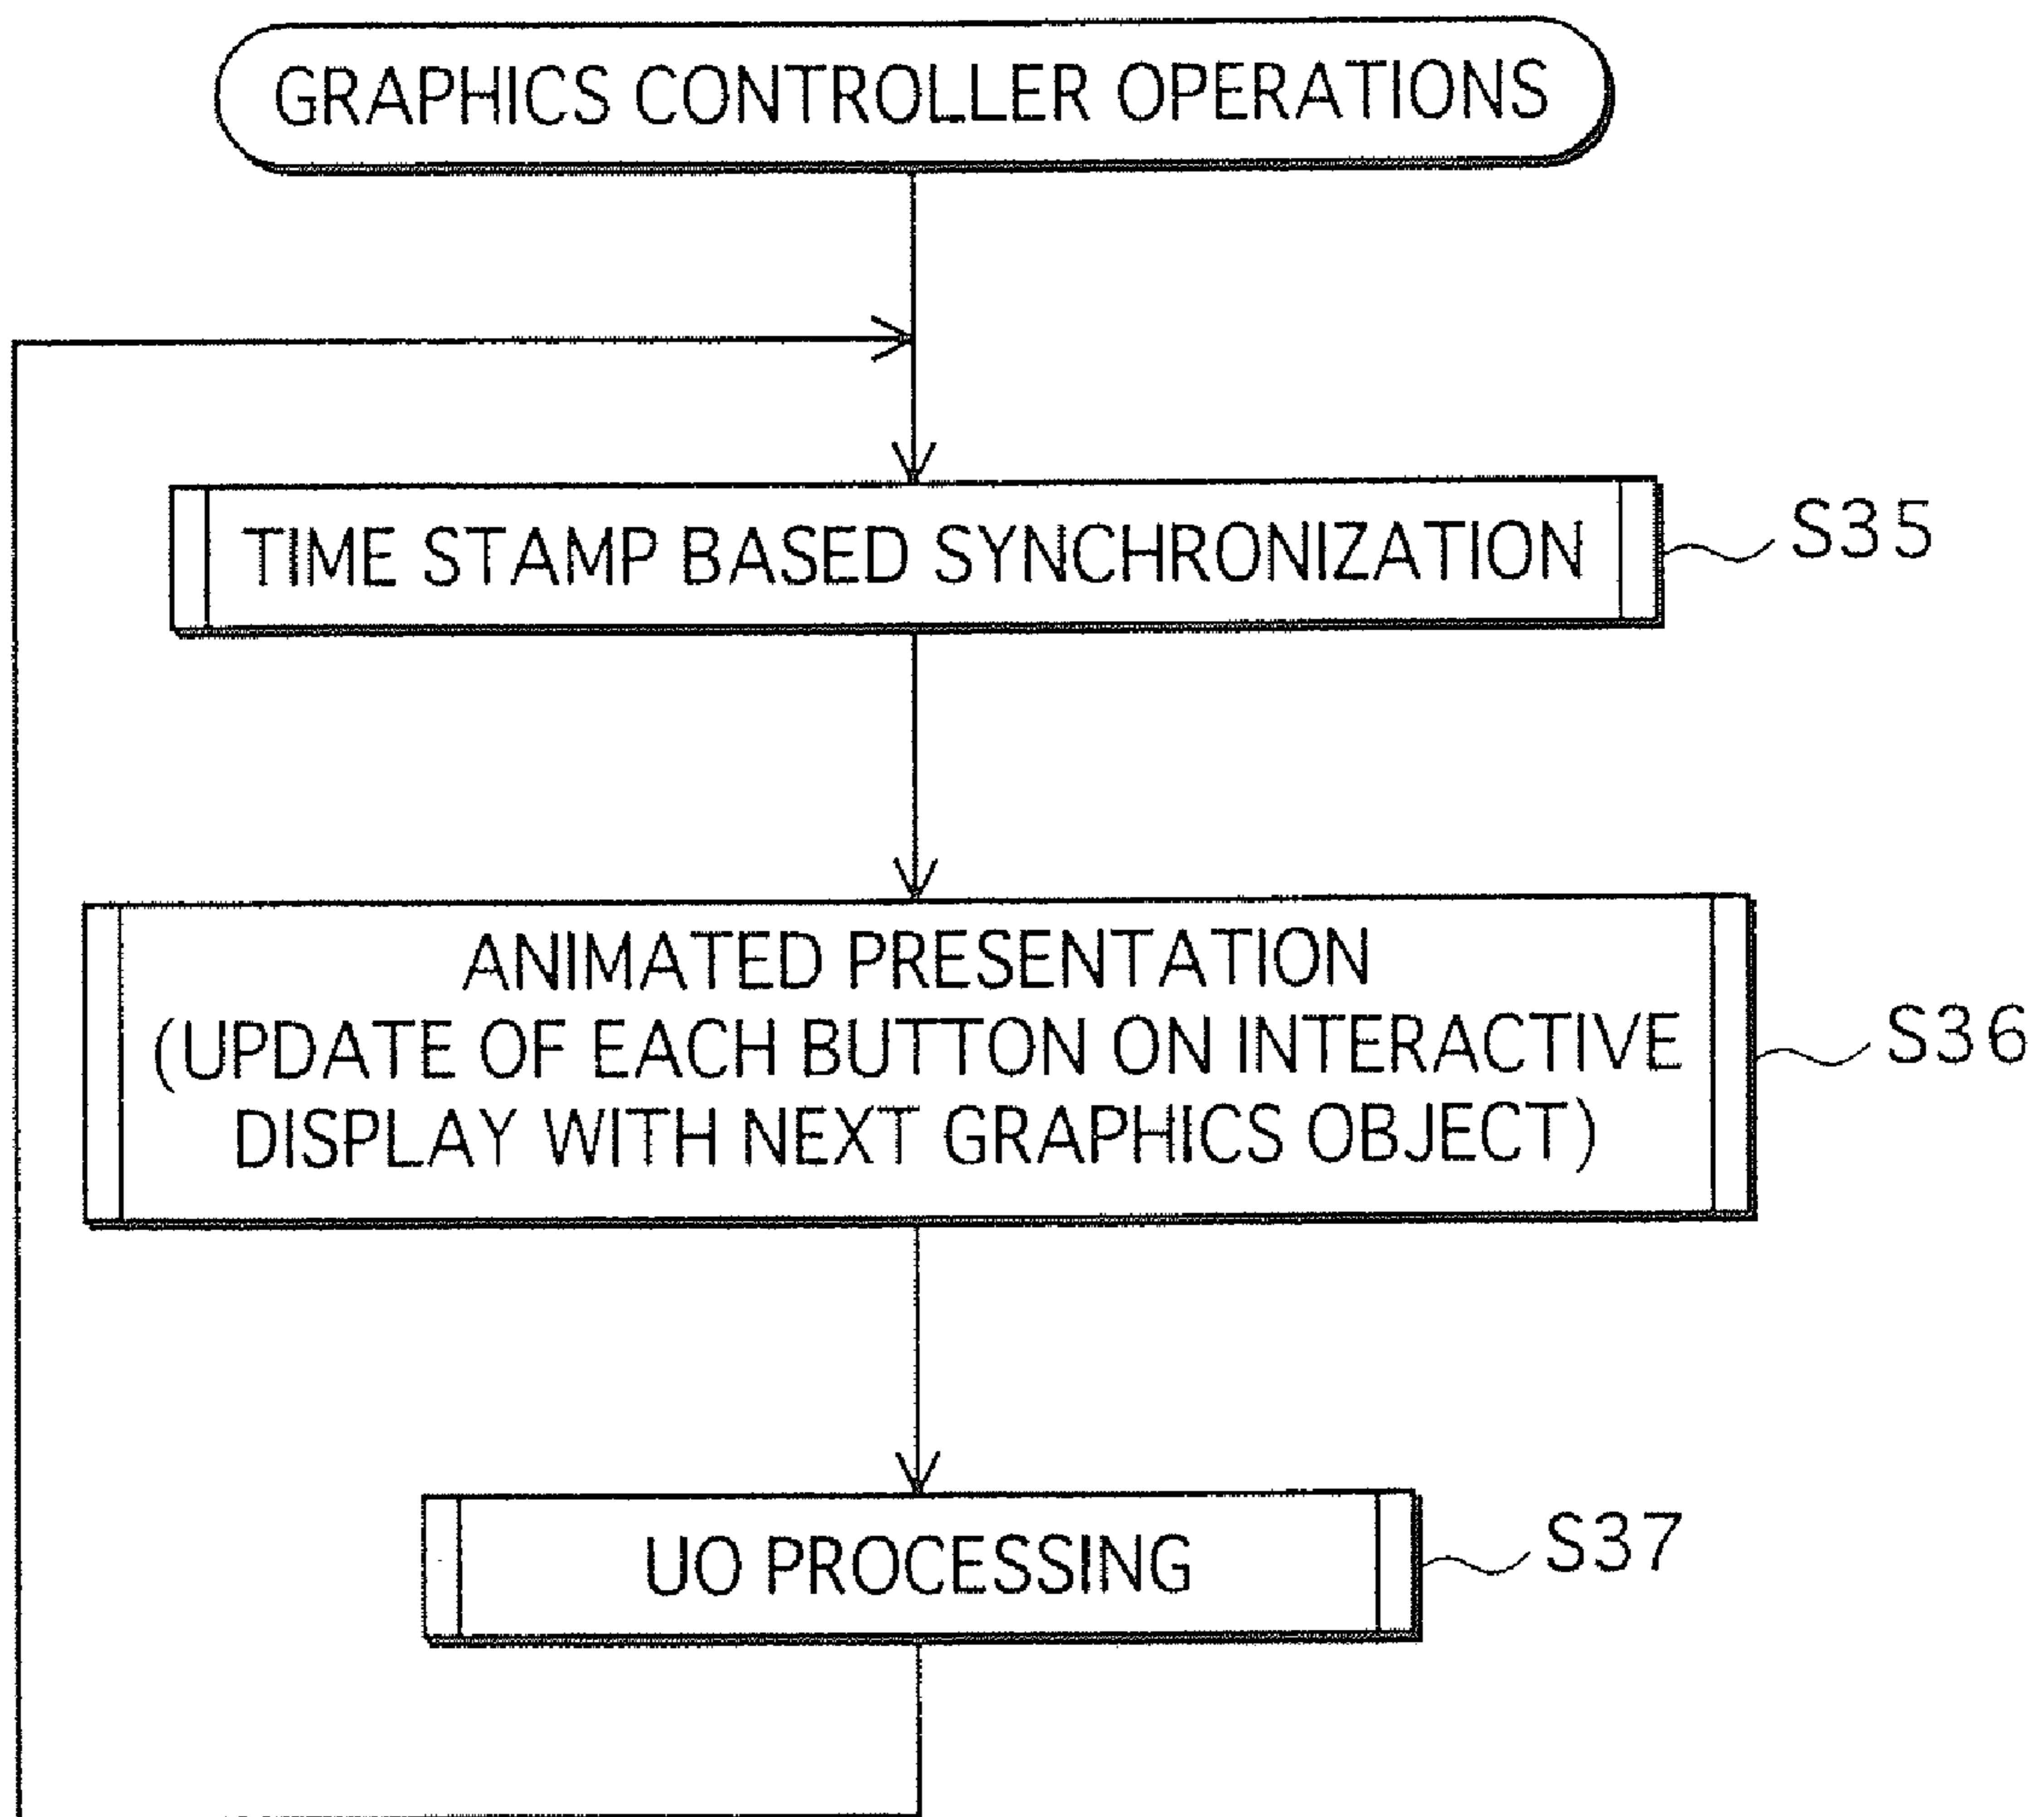 GRAPHICS CONTROLLER OPERATIONS
TIME STAMP BASED SYNCHRONIZATION
S35
ANIMATED PRESENTATION
(UPDATE OF EACH BUTTON ON INTERACTIVE
DISPLAY WITH NEXT GRAPHICS OBJECT)
S36
UO PROCESSING
S37